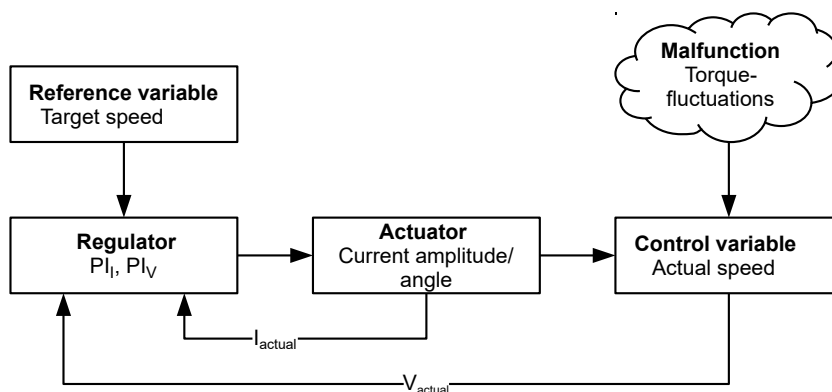 Malfunction
Torque-
fluctuations
Reference variable
Target speed
Regulator
PII, PIV
Actuator
Current amplitude/
angle
Control variable
Actual speed
Iactual
Vactual